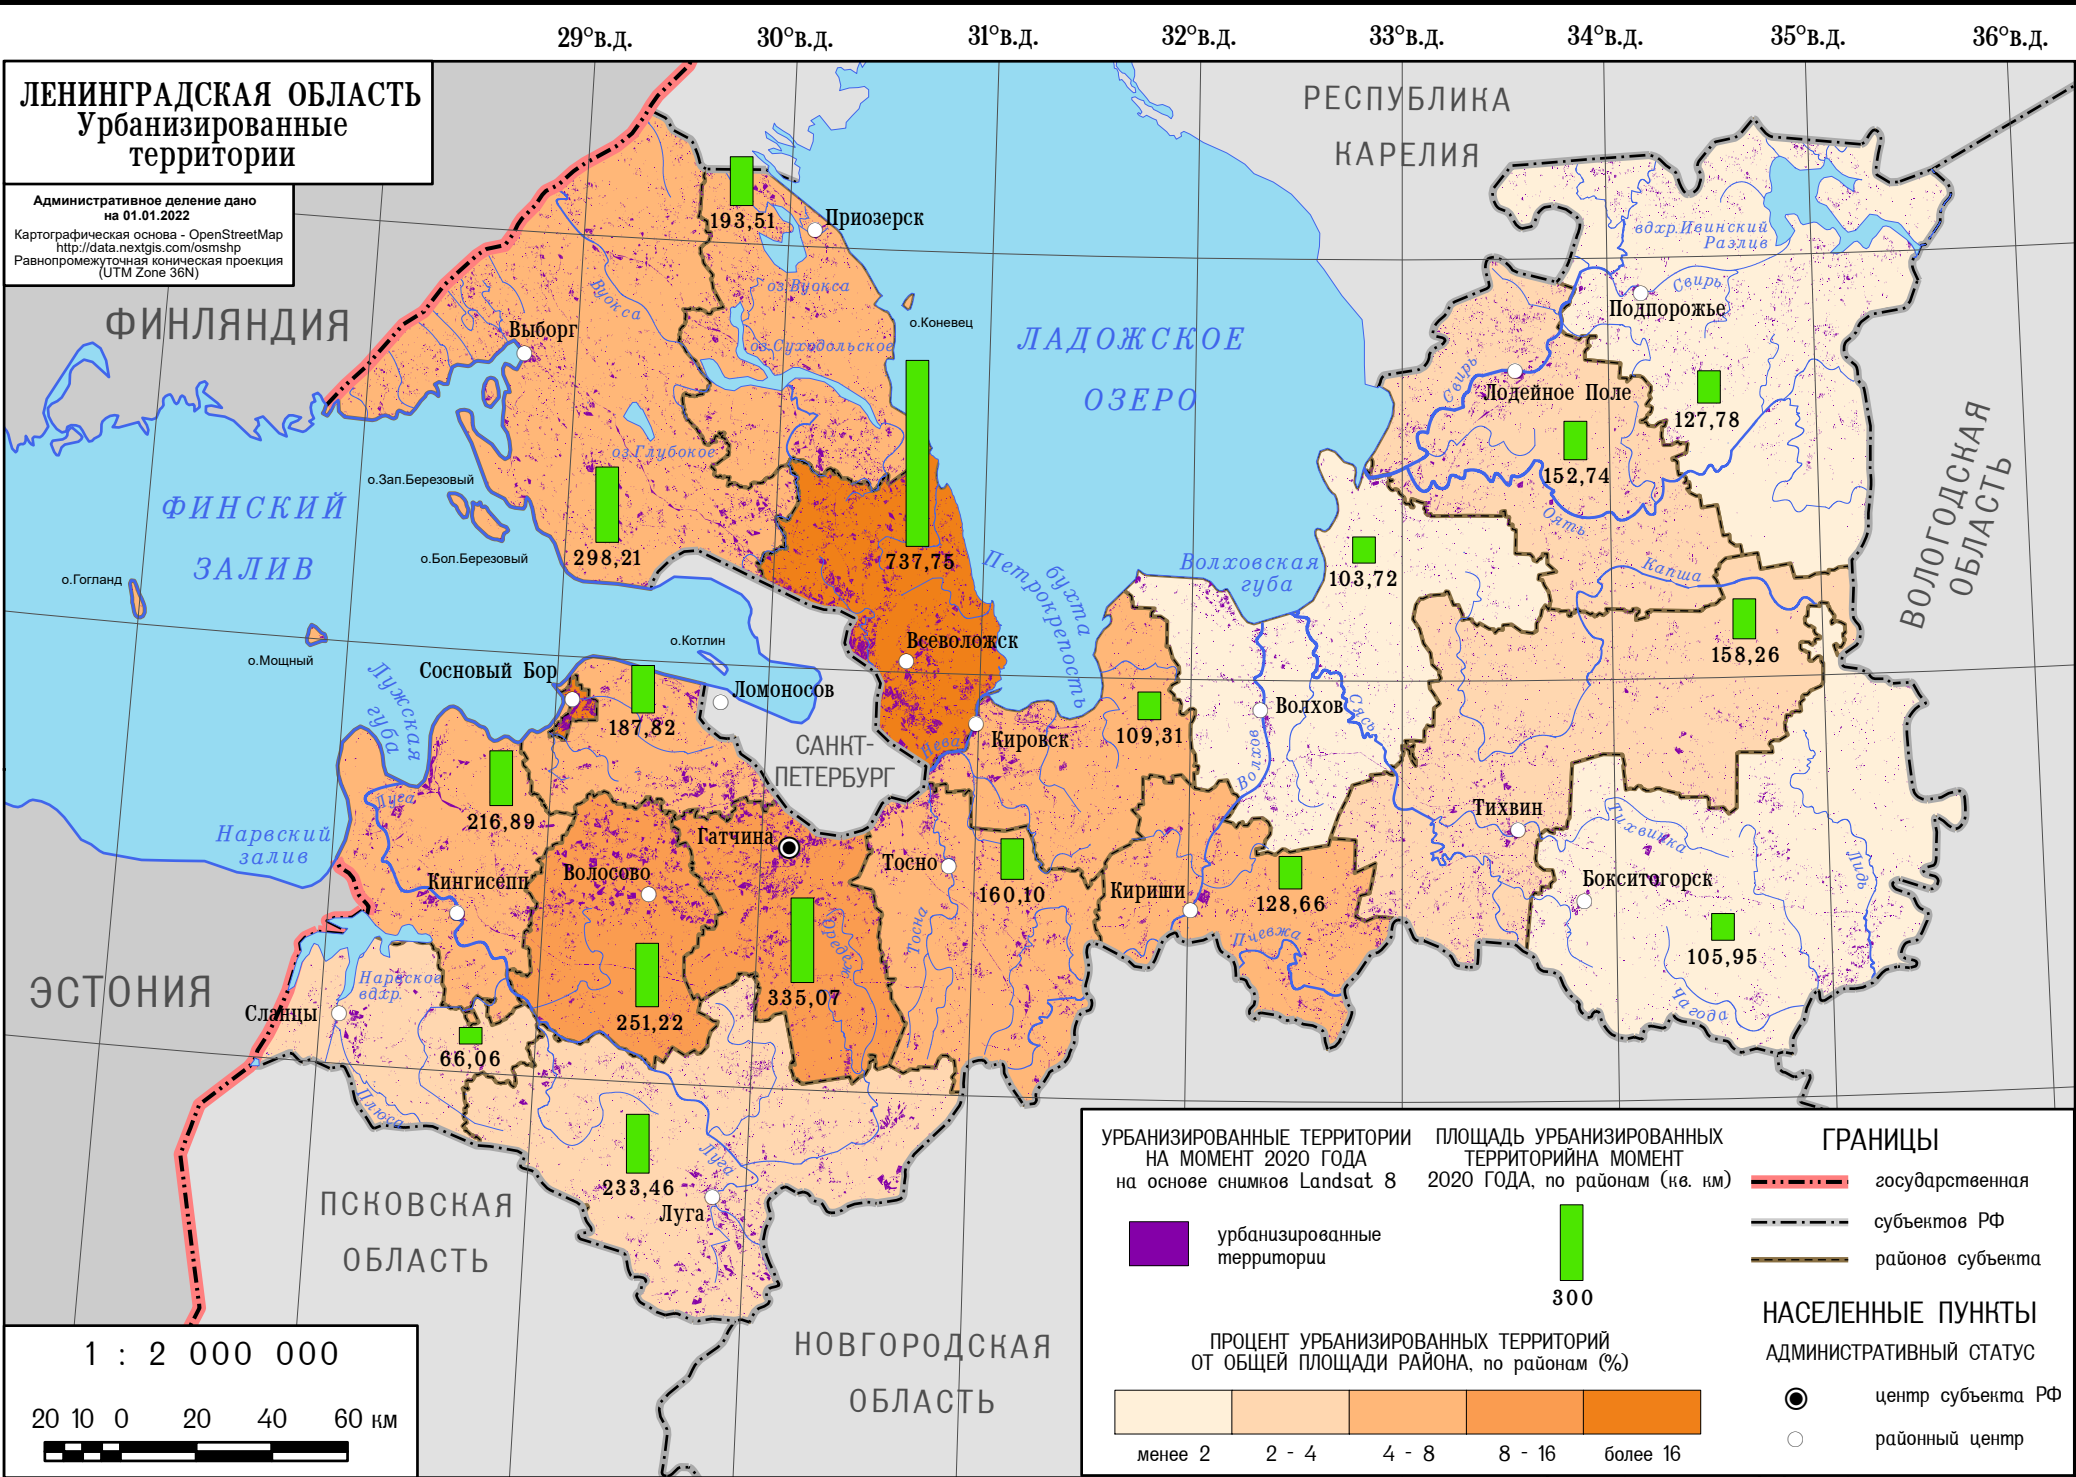 29°в.д. 30°в.д. 31°в.д. 32°в.д. 33°в.д. 34°в.д. 35°в.д. 36°в.д.
ЛЕНИНГРАДСКАЯ ОБЛАСТЬ
Урбанизированные
территории
Административное деление дано
на 01.01.2022
Картографическая основа - OpenStreetMap
http://data.nextgis.com/osmshp
Равнопромежуточная коническая проекция
(UTM Zone 36N)
РЕСПУБЛИКА
КАРЕЛИЯ
ФИНЛЯНДИЯ
193,51
Приозерск
оз.Вуокса
Вуокса
о.Коневец
Выборг
оз.Суходольское
ЛАДОЖСКОЕ
ОЗЕРО
вдхр.Ивинский
Разлив
Свирь
Подпорожье
127,78
Свирь
Лодейное Поле
152,74
Оять
ВОЛОГОДСКАЯ
ОБЛАСТЬ
оз.Глубокое
о.Зап.Березовый
ФИНСКИЙ
ЗАЛИВ
298,21
о.Бол.Березовый
о.Гогланд
о.Мощный
737,75
Всеволожск
бухта
Петрокрепость
Волховская
губа
103,72
Капша
158,26
о.Котлин
Сосновый Бор
Ломоносов
187,82
Лужская
губа
САНКТ-
ПЕТЕРБУРГ
Нева
Кировск
109,31
Волхов
Волхов
Сясь
216,89
Луга
Нарвский
залив
Кингисепп
Волосово
Гатчина
Тосно
160,10
Тосна
Кириши
128,66
Пчевжа
Тихвин
Тихвинка
Бокситогорск
105,95
Лидь
Чагода
ЭСТОНИЯ
Нарвское
вдхр.
Сланцы
66,06
Плюсса
251,22
335,07
Оредеж
233,46
Луга
Луга
ПСКОВСКАЯ
ОБЛАСТЬ
НОВГОРОДСКАЯ
ОБЛАСТЬ
1 : 2 000 000
20 10 0 20 40 60 км
УРБАНИЗИРОВАННЫЕ ТЕРРИТОРИИ
НА МОМЕНТ 2020 ГОДА
на основе снимков Landsat 8
урбанизированные
территории
ПЛОЩАДЬ УРБАНИЗИРОВАННЫХ
ТЕРРИТОРИЙНА МОМЕНТ
2020 ГОДА, по районам (кв. км)
300
ПРОЦЕНТ УРБАНИЗИРОВАННЫХ ТЕРРИТОРИЙ
ОТ ОБЩЕЙ ПЛОЩАДИ РАЙОНА, по районам (%)
менее 2 2 - 4 4 - 8 8 - 16 более 16
ГРАНИЦЫ
государственная
субъектов РФ
районов субъекта
НАСЕЛЕННЫЕ ПУНКТЫ
АДМИНИСТРАТИВНЫЙ СТАТУС
центр субъекта РФ
районный центр